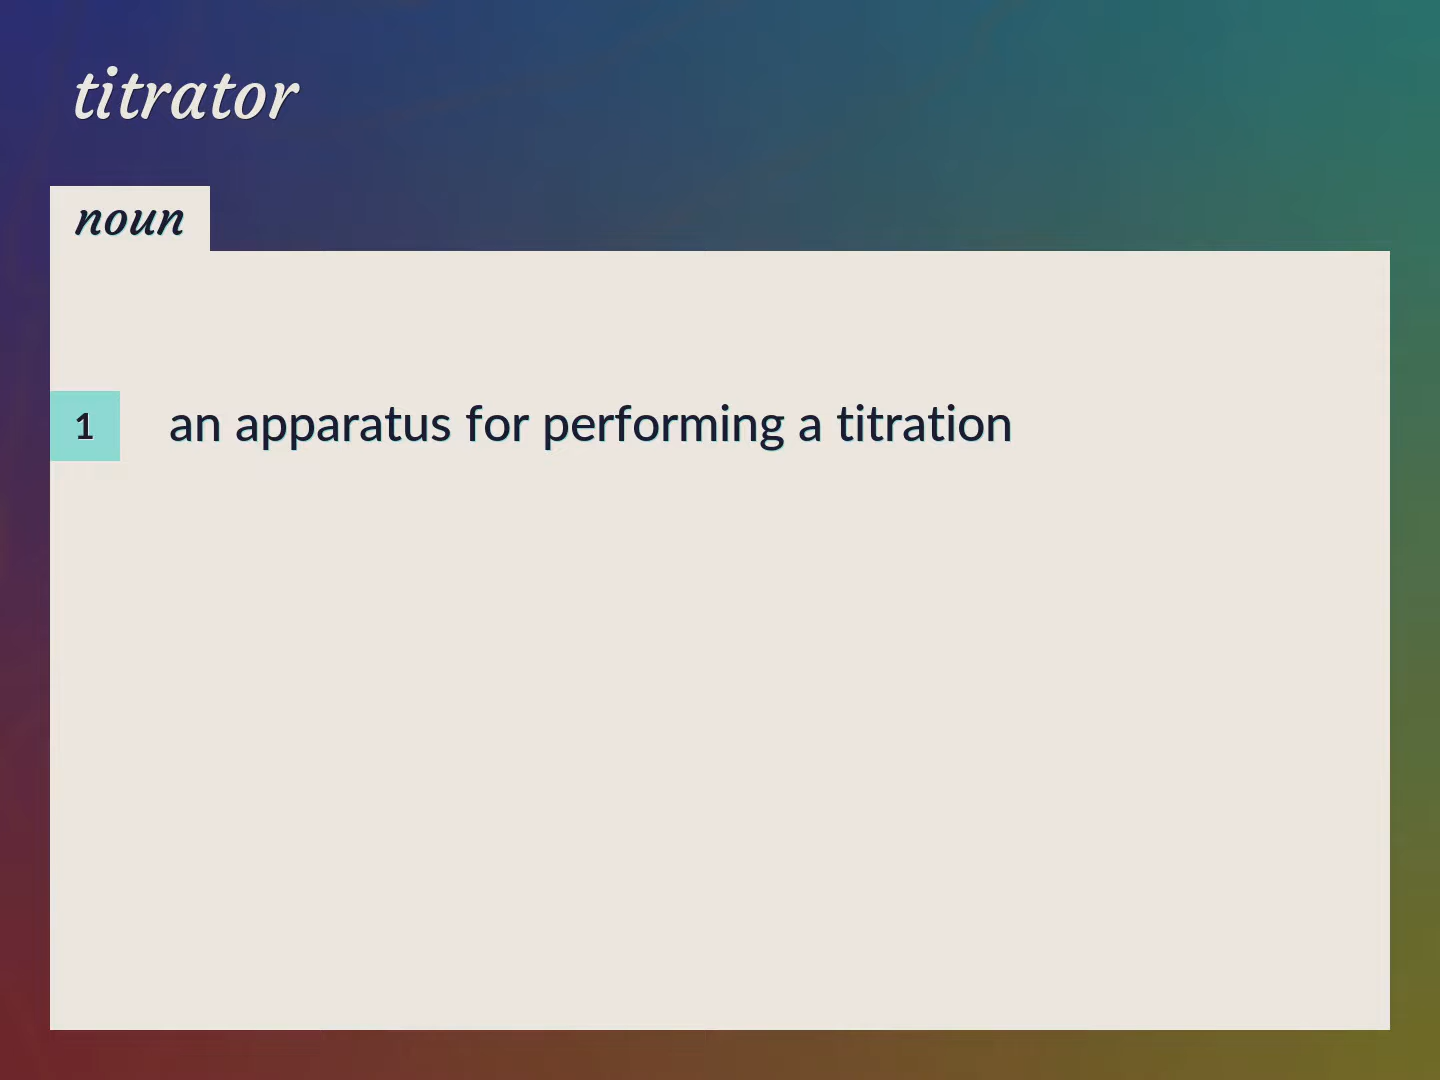 titrator
noun
1 an apparatus for performing a titration